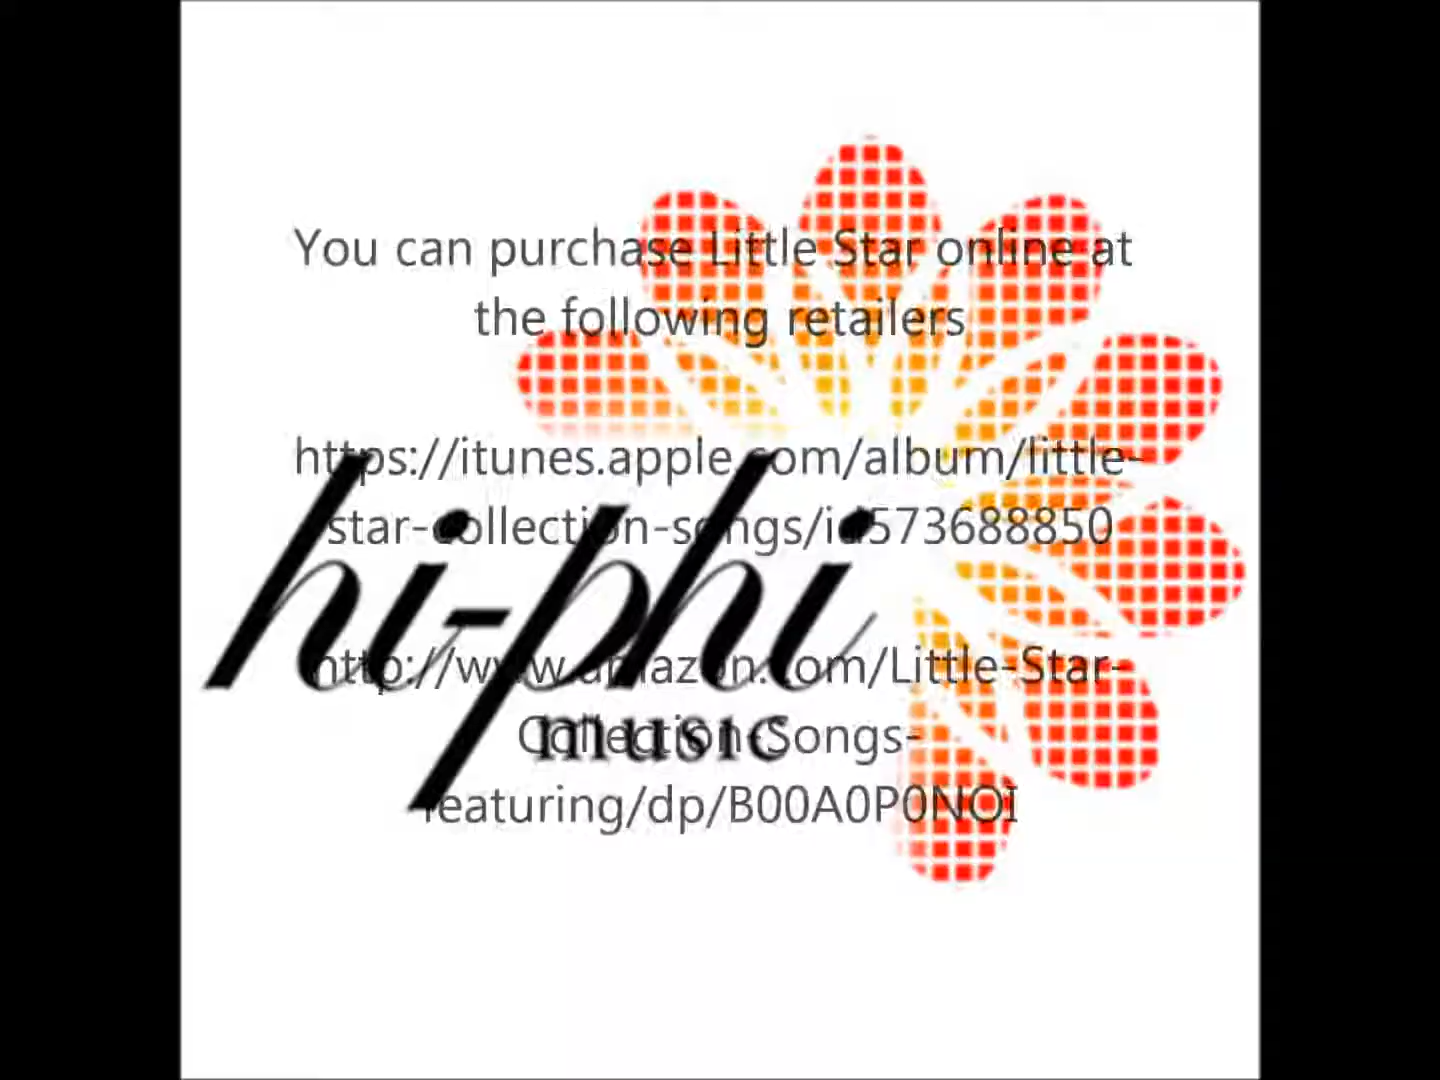 You can purchase Little Star online at
the following retailers
https://itunes.apple.com/album/little-
star-collection-songs/id573688850
hi-phi
http://www.amazon.com/Little-Star-
music
Collection-Songs-
featuring/dp/B00A0P0NOI